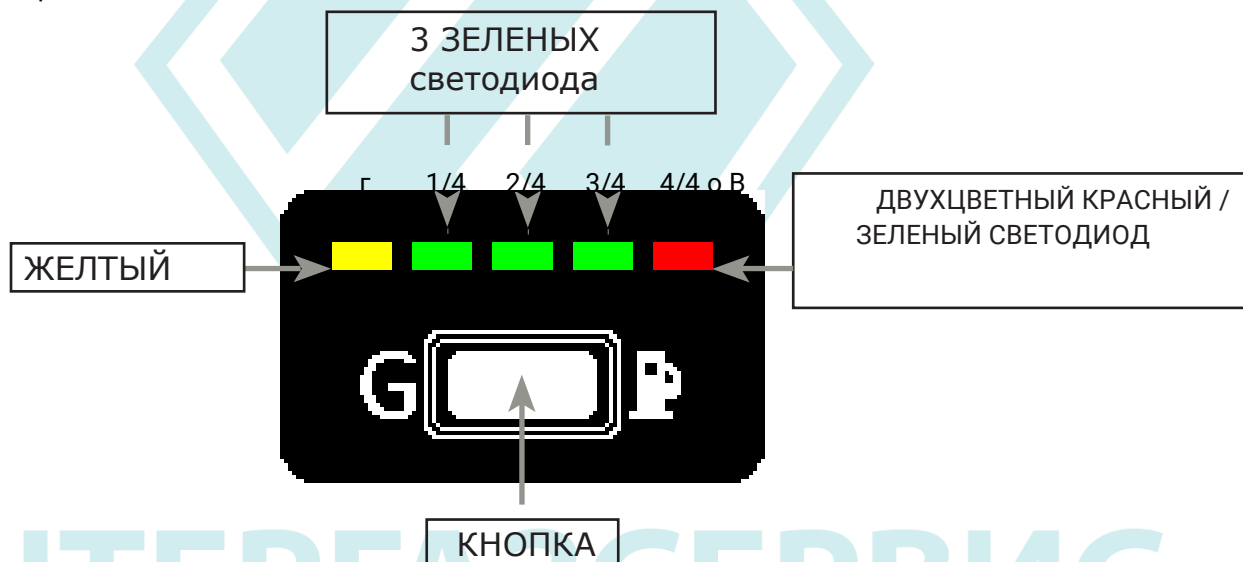 3 ЗЕЛЕНЫХ
светодиода
г 1/4 2/4 3/4 4/4 о В
ДВУХЦВЕТНЫЙ КРАСНЫЙ /
ЗЕЛЕНЫЙ СВЕТОДИОД
ЖЕЛТЫЙ
G
КНОПКА